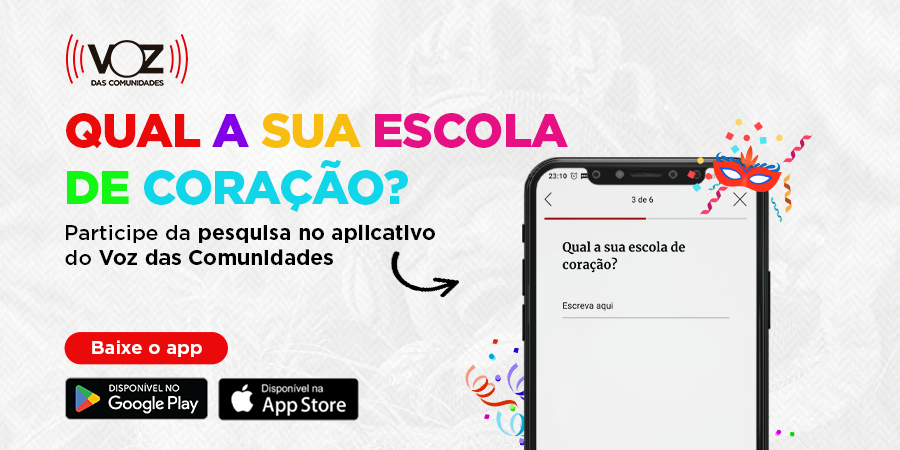 VOZ
DAS COMUNIDADES
QUAL A SUA ESCOLA
DE CORAÇÃO?
Participe da pesquisa no aplicativo
do Voz das Comunidades
Baixe o app
DISPONÍVEL NO
Google Play
Disponível na
App Store
23:10
3 de 6
Qual a sua escola de
coração?
Escreva aqui